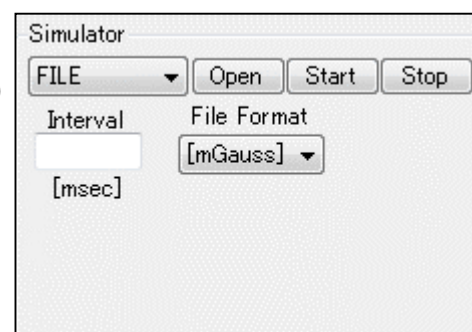 Simulator
FILE Open Start Stop
Interval File Format
[mGauss]
[msec]